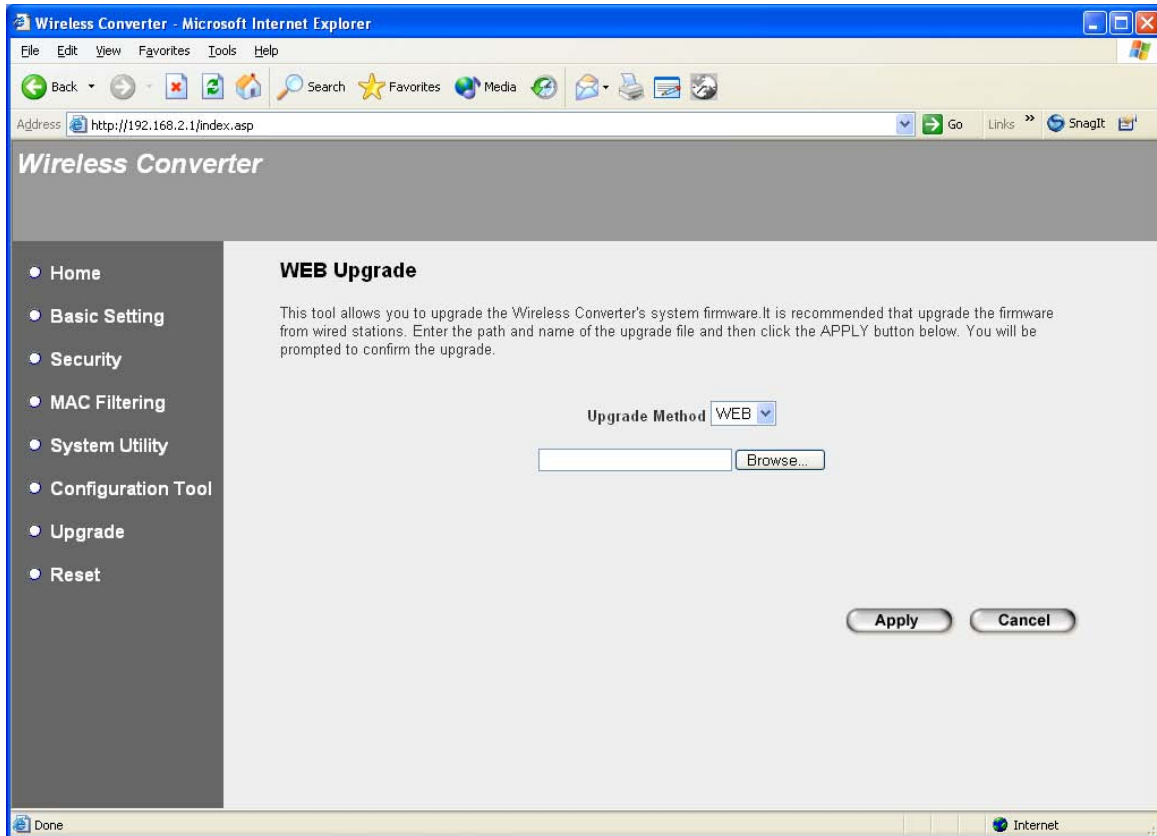 Wireless Converter - Microsoft Internet Explorer
File Edit View Favorites Tools Help
Back Search Favorites Media
Address http://192.168.2.1/index.asp Go Links » SnagIt
Wireless Converter
Home
Basic Setting
Security
MAC Filtering
System Utility
Configuration Tool
Upgrade
Reset
WEB Upgrade
This tool allows you to upgrade the Wireless Converter's system firmware.It is recommended that upgrade the firmware
from wired stations. Enter the path and name of the upgrade file and then click the APPLY button below. You will be
prompted to confirm the upgrade.
Upgrade Method WEB
Browse...
Apply Cancel
Done Internet